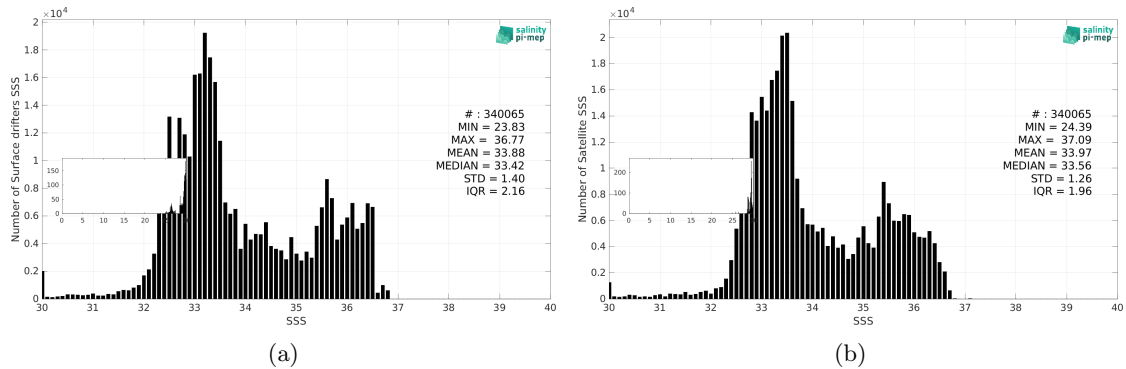 ×10⁴
2
1.8
1.6
1.4
1.2
1
0.8
0.6
0.4
0.2
0
Number of Surface drifters SSS
salinity
pi-mep
# : 340065
MIN = 23.83
MAX = 36.77
MEAN = 33.88
MEDIAN = 33.42
STD = 1.40
IQR = 2.16
150
100
50
0
0 5 10 15 20
30 31 32 33 34 35 36 37 38 39 40
SSS
(a)
×10⁴
2
1.8
1.6
1.4
1.2
1
0.8
0.6
0.4
0.2
0
Number of Satellite SSS
salinity
pi-mep
# : 340065
MIN = 24.39
MAX = 37.09
MEAN = 33.97
MEDIAN = 33.56
STD = 1.26
IQR = 1.96
200
100
0
0 5 10 15 20 25
30 31 32 33 34 35 36 37 38 39 40
SSS
(b)